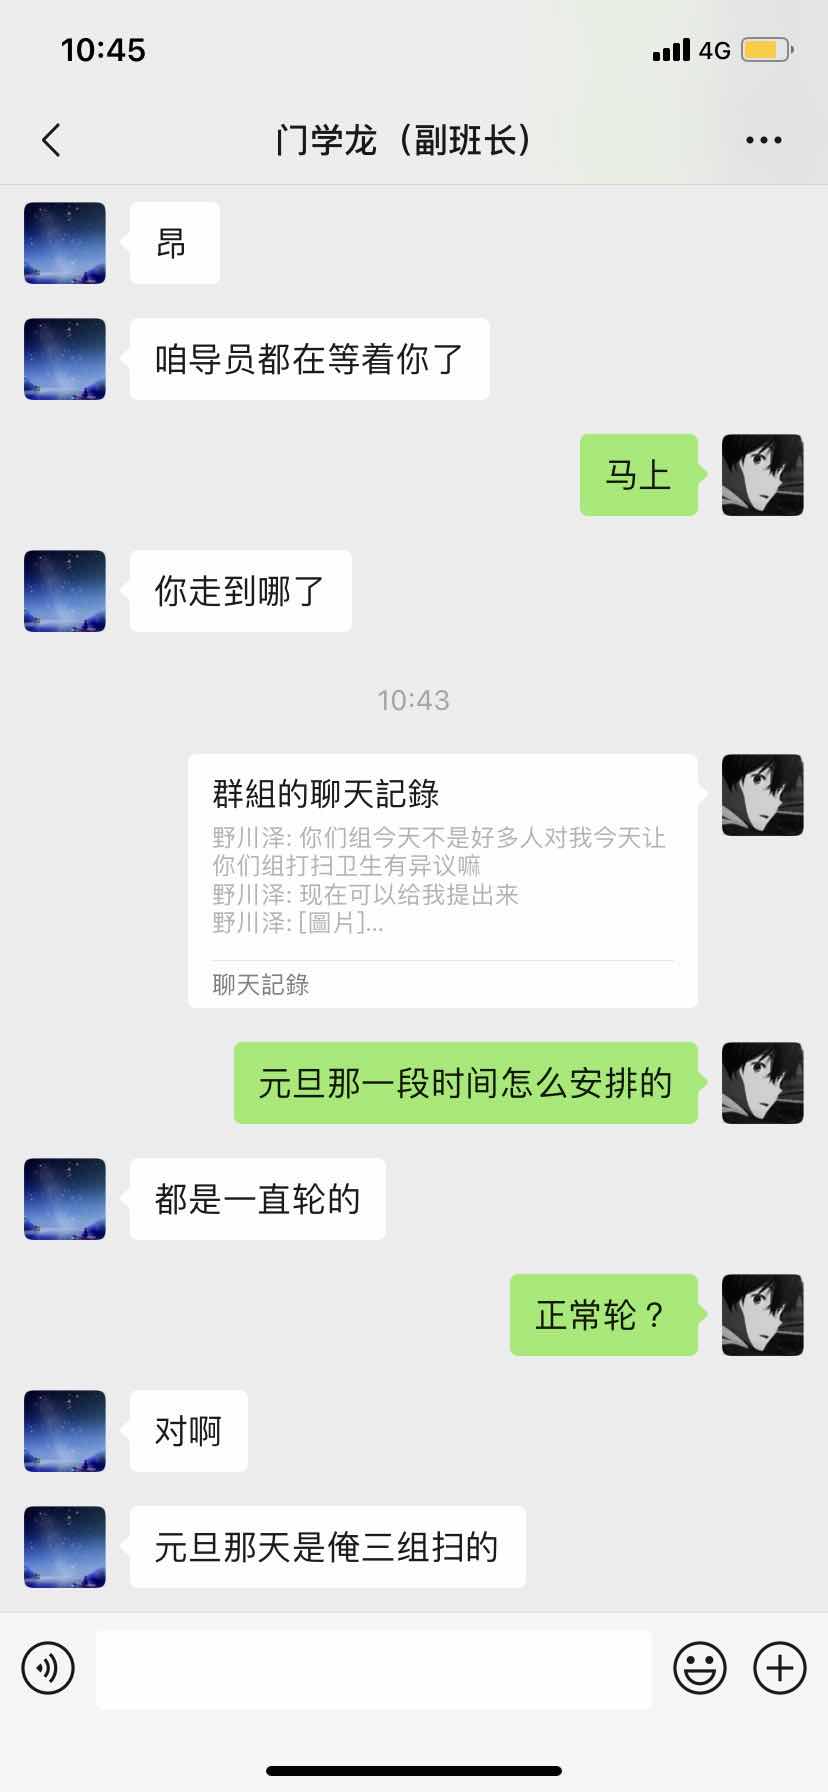 10:45
4G
门学龙（副班长）
昂
咱导员都在等着你了
马上
你走到哪了
10:43
群組的聊天記錄
野川泽: 你们组今天不是好多人对我今天让
你们组打扫卫生有异议嘛
野川泽: 现在可以给我提出来
野川泽: [圖片]...
聊天記錄
元旦那一段时间怎么安排的
都是一直轮的
正常轮？
对啊
元旦那天是俺三组扫的